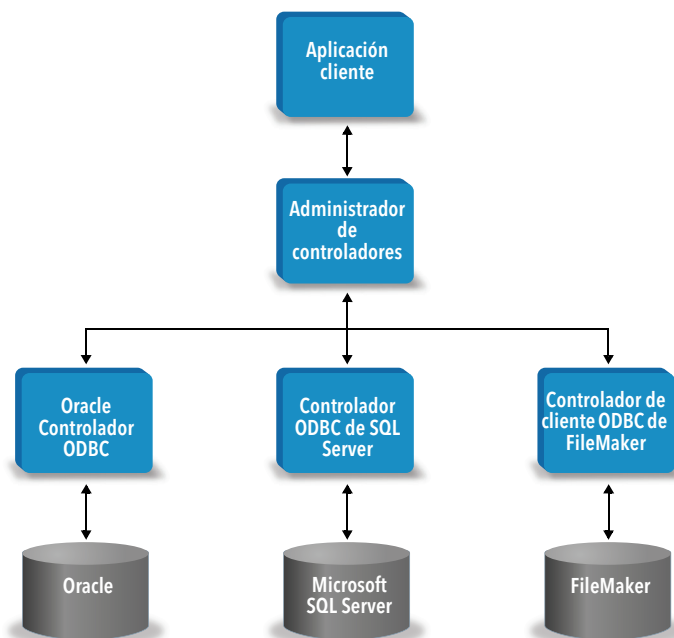 Aplicación
cliente
Administrador
de
controladores
Oracle
Controlador
ODBC
Controlador
ODBC de SQL
Server
Controlador de
cliente ODBC de
FileMaker
Oracle
Microsoft
SQL Server
FileMaker